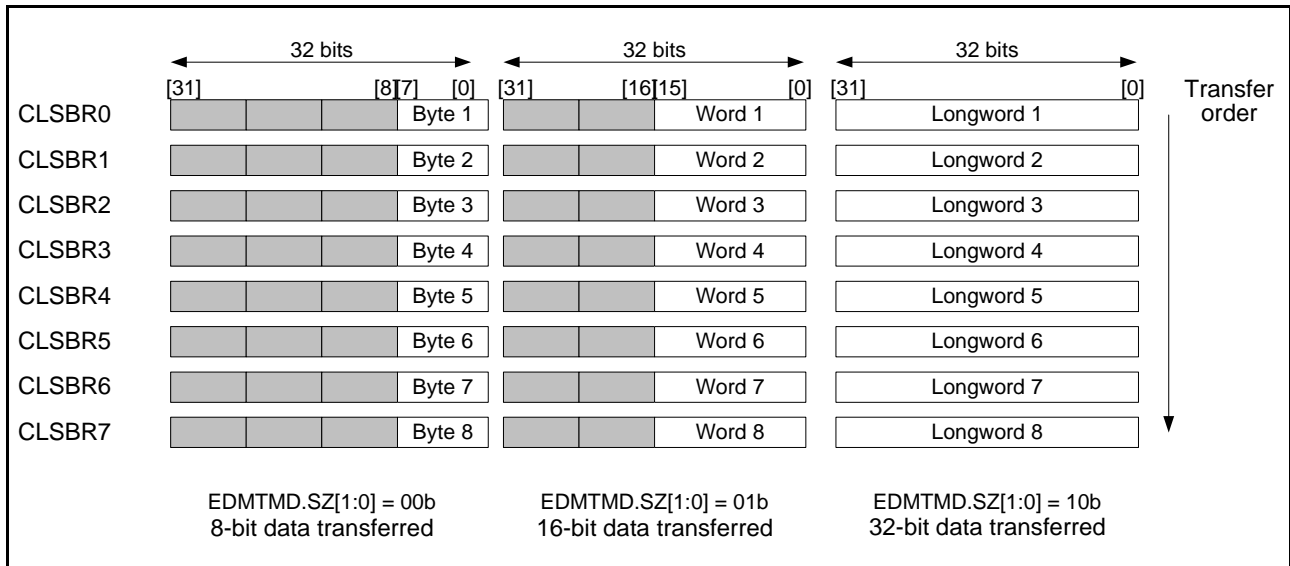 32 bits 32 bits 32 bits
[31] [8][7] [0] [31] [16][15] [0] [31] [0] Transfer
order
CLSBR0 Byte 1 Word 1 Longword 1
CLSBR1 Byte 2 Word 2 Longword 2
CLSBR2 Byte 3 Word 3 Longword 3
CLSBR3 Byte 4 Word 4 Longword 4
CLSBR4 Byte 5 Word 5 Longword 5
CLSBR5 Byte 6 Word 6 Longword 6
CLSBR6 Byte 7 Word 7 Longword 7
CLSBR7 Byte 8 Word 8 Longword 8
EDMTMD.SZ[1:0] = 00b EDMTMD.SZ[1:0] = 01b EDMTMD.SZ[1:0] = 10b
8-bit data transferred 16-bit data transferred 32-bit data transferred